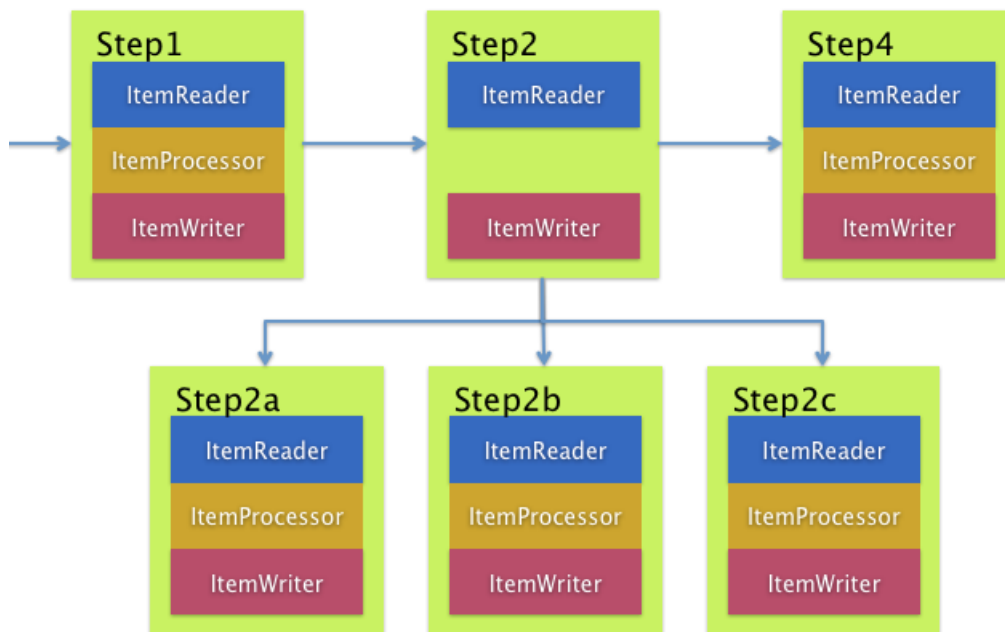 Step1
ItemReader
ItemProcessor
ItemWriter
Step2
ItemReader
ItemWriter
Step4
ItemReader
ItemProcessor
ItemWriter
Step2a
ItemReader
ItemProcessor
ItemWriter
Step2b
ItemReader
ItemProcessor
ItemWriter
Step2c
ItemReader
ItemProcessor
ItemWriter